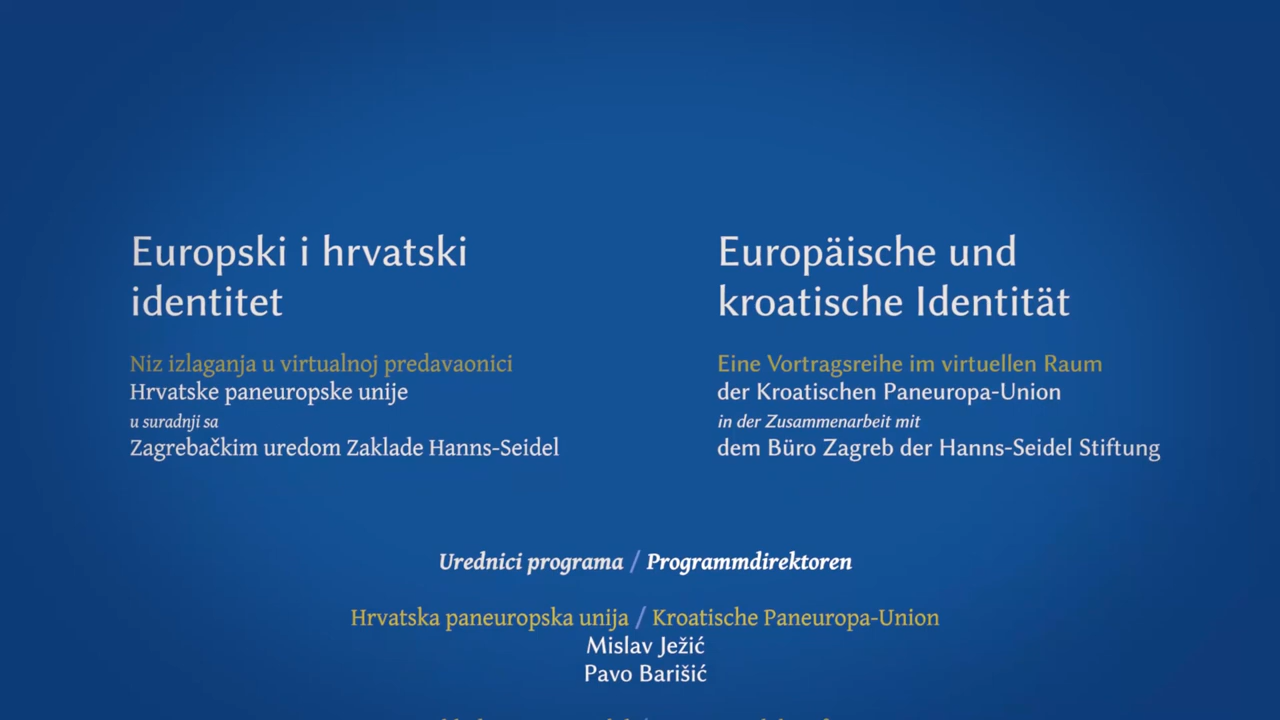 Europski i hrvatski
identitet
Niz izlaganja u virtualnoj predavaonici
Hrvatske paneuropske unije
u suradnji sa
Zagrebačkim uredom Zaklade Hanns-Seidel
Europäische und
kroatische Identität
Eine Vortragsreihe im virtuellen Raum
der Kroatischen Paneuropa-Union
in der Zusammenarbeit mit
dem Büro Zagreb der Hanns-Seidel Stiftung
Urednici programa / Programmdirektoren
Hrvatska paneuropska unija / Kroatische Paneuropa-Union
Mislav Ježić
Pavo Barišić